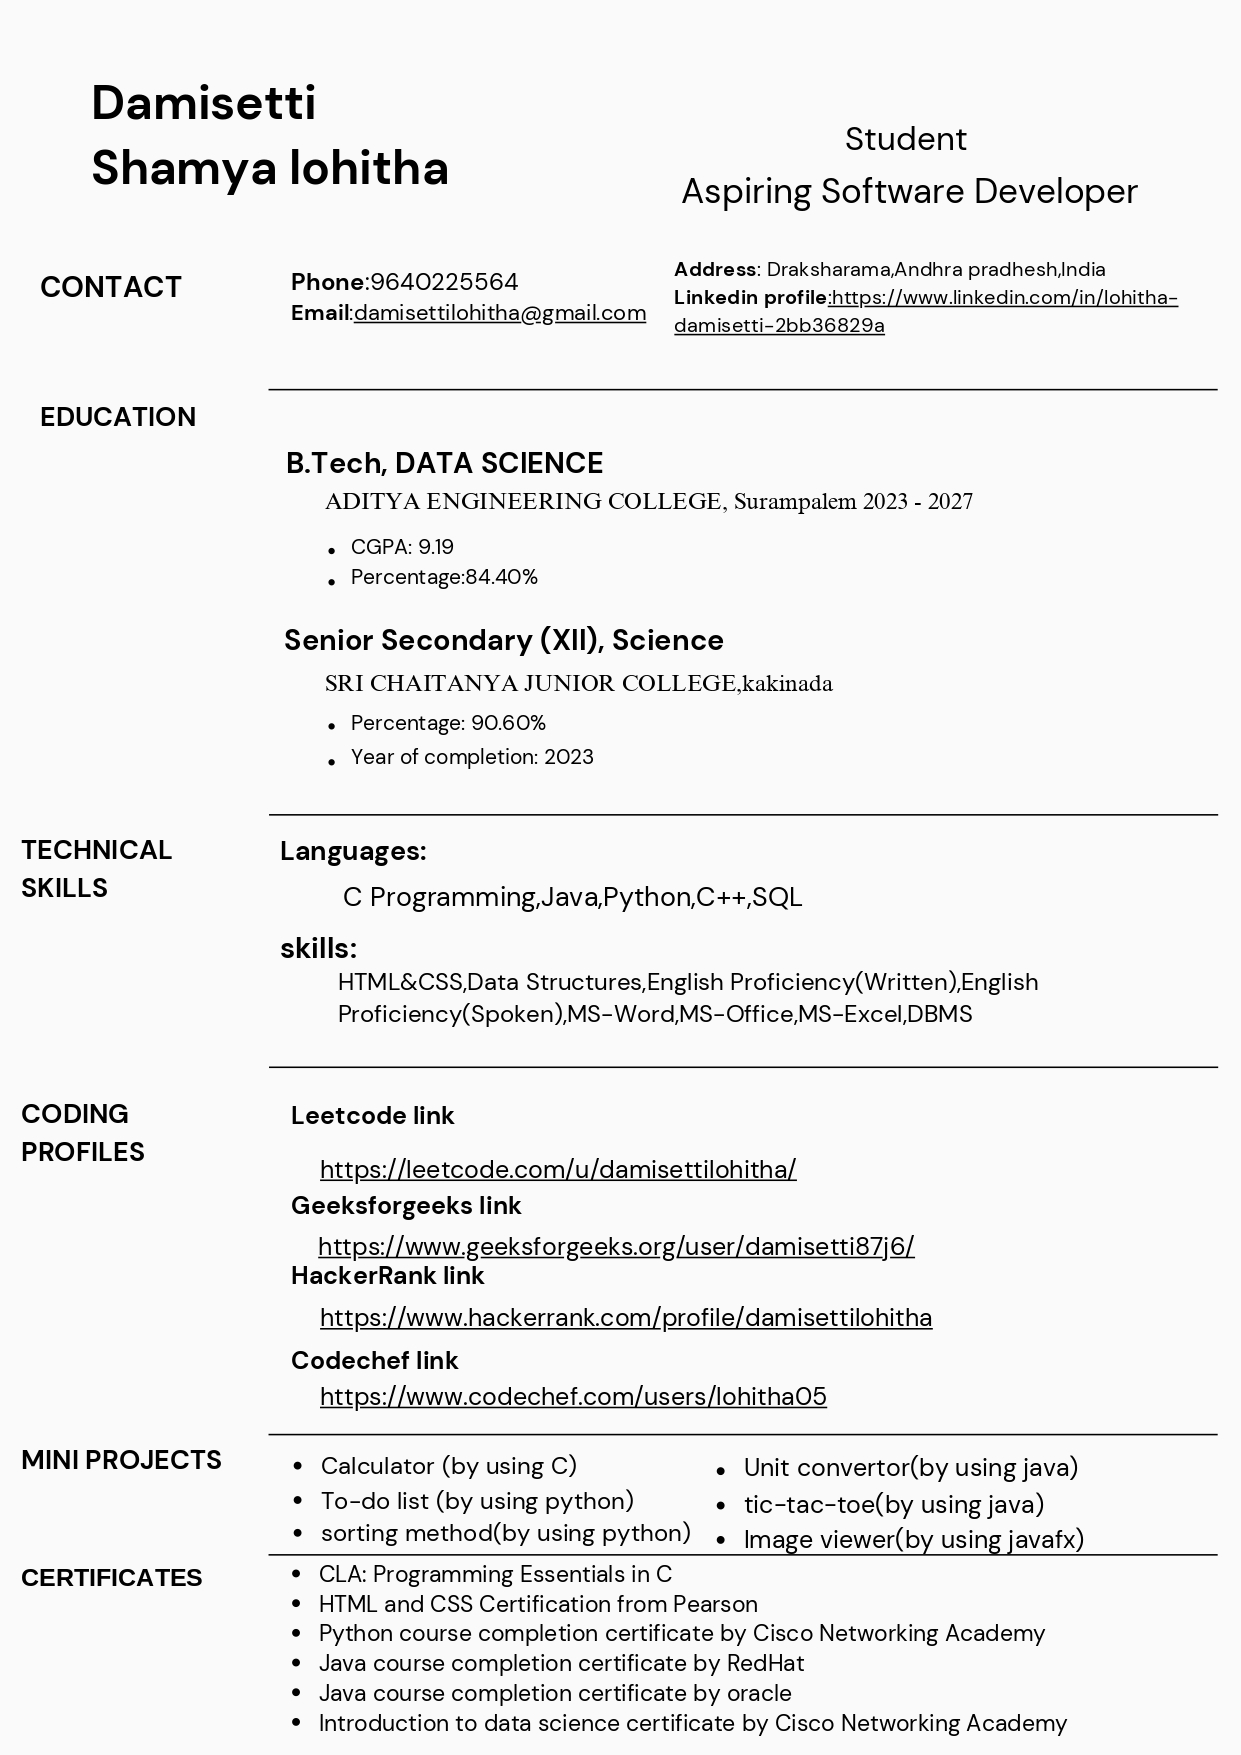 Damisetti
Shamya lohitha
Student
Aspiring Software Developer
CONTACT
Phone:9640225564
Email:damisettilohitha@gmail.com
Address: Draksharama,Andhra pradhesh,India
Linkedin profile:https://www.linkedin.com/in/lohitha-
damisetti-2bb36829a
EDUCATION
B.Tech, DATA SCIENCE
ADITYA ENGINEERING COLLEGE, Surampalem 2023 - 2027
• CGPA: 9.19
• Percentage:84.40%
Senior Secondary (XII), Science
SRI CHAITANYA JUNIOR COLLEGE,kakinada
• Percentage: 90.60%
• Year of completion: 2023
TECHNICAL
SKILLS
Languages:
C Programming,Java,Python,C++,SQL
skills:
HTML&CSS,Data Structures,English Proficiency(Written),English
Proficiency(Spoken),MS-Word,MS-Office,MS-Excel,DBMS
CODING
PROFILES
Leetcode link
https://leetcode.com/u/damisettilohitha/
Geeksforgeeks link
https://www.geeksforgeeks.org/user/damisetti87j6/
HackerRank link
https://www.hackerrank.com/profile/damisettilohitha
Codechef link
https://www.codechef.com/users/lohitha05
MINI PROJECTS
• Calculator (by using C)
• To-do list (by using python)
• sorting method(by using python)
• Unit convertor(by using java)
• tic-tac-toe(by using java)
• Image viewer(by using javafx)
CERTIFICATES
• CLA: Programming Essentials in C
• HTML and CSS Certification from Pearson
• Python course completion certificate by Cisco Networking Academy
• Java course completion certificate by RedHat
• Java course completion certificate by oracle
• Introduction to data science certificate by Cisco Networking Academy